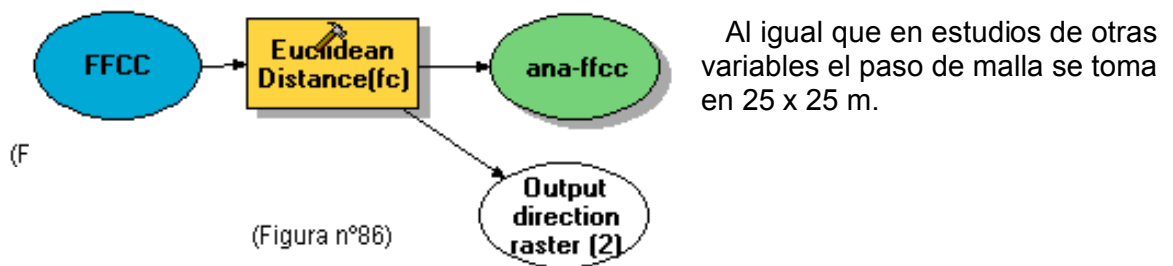 FFCC
Euclidean
Distance(fc)
ana-ffcc
Al igual que en estudios de otras
variables el paso de malla se toma
en 25 x 25 m.
(F
Output
direction
raster (2)
(Figura nº86)